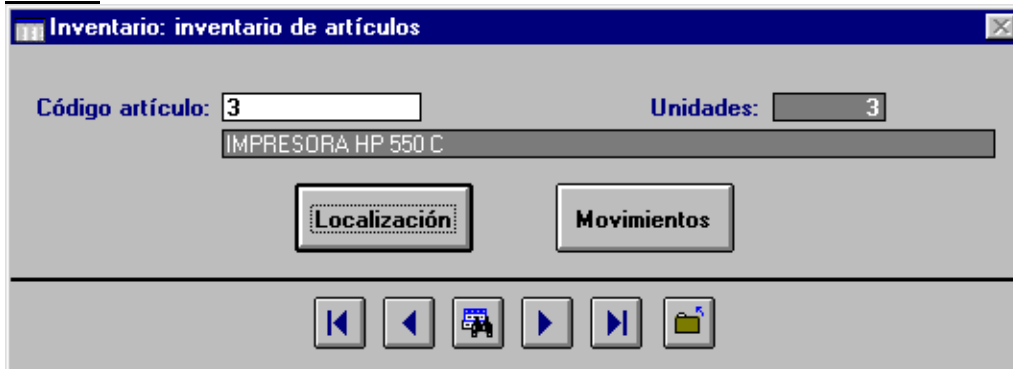 Inventario: inventario de artículos
Código artículo: 3 Unidades: 3
IMPRESORA HP 550 C
Localización Movimientos